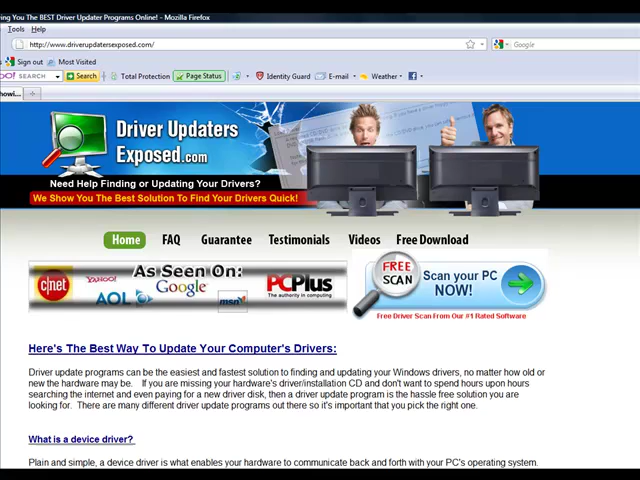 ng You The BEST Driver Updater Programs Online! - Mozilla Firefox
Tools Help
http://www.driverupdatersexposed.com/
Google
Sign out Most Visited
OO! SEARCH Search Total Protection Page Status Identity Guard E-mail Weather
howi...
Driver Updaters
Exposed.com
Need Help Finding or Updating Your Drivers?
We Show You The Best Solution To Find Your Drivers Quick!
Home FAQ Guarantee Testimonials Videos Free Download
As Seen On:
c|net YAHOO! AOL Google msn PCPlus
The authority in computing
FREE SCAN
Scan your PC
NOW!
Free Driver Scan From Our #1 Rated Software
Here's The Best Way To Update Your Computer's Drivers:
Driver update programs can be the easiest and fastest solution to finding and updating your Windows drivers, no matter how old or
new the hardware may be. If you are missing your hardware's driver/installation CD and don't want to spend hours upon hours
searching the internet and even paying for a new driver disk, then a driver update program is the hassle free solution you are
looking for. There are many different driver update programs out there so it's important that you pick the right one.
What is a device driver?
Plain and simple, a device driver is what enables your hardware to communicate back and forth with your PC's operating system.